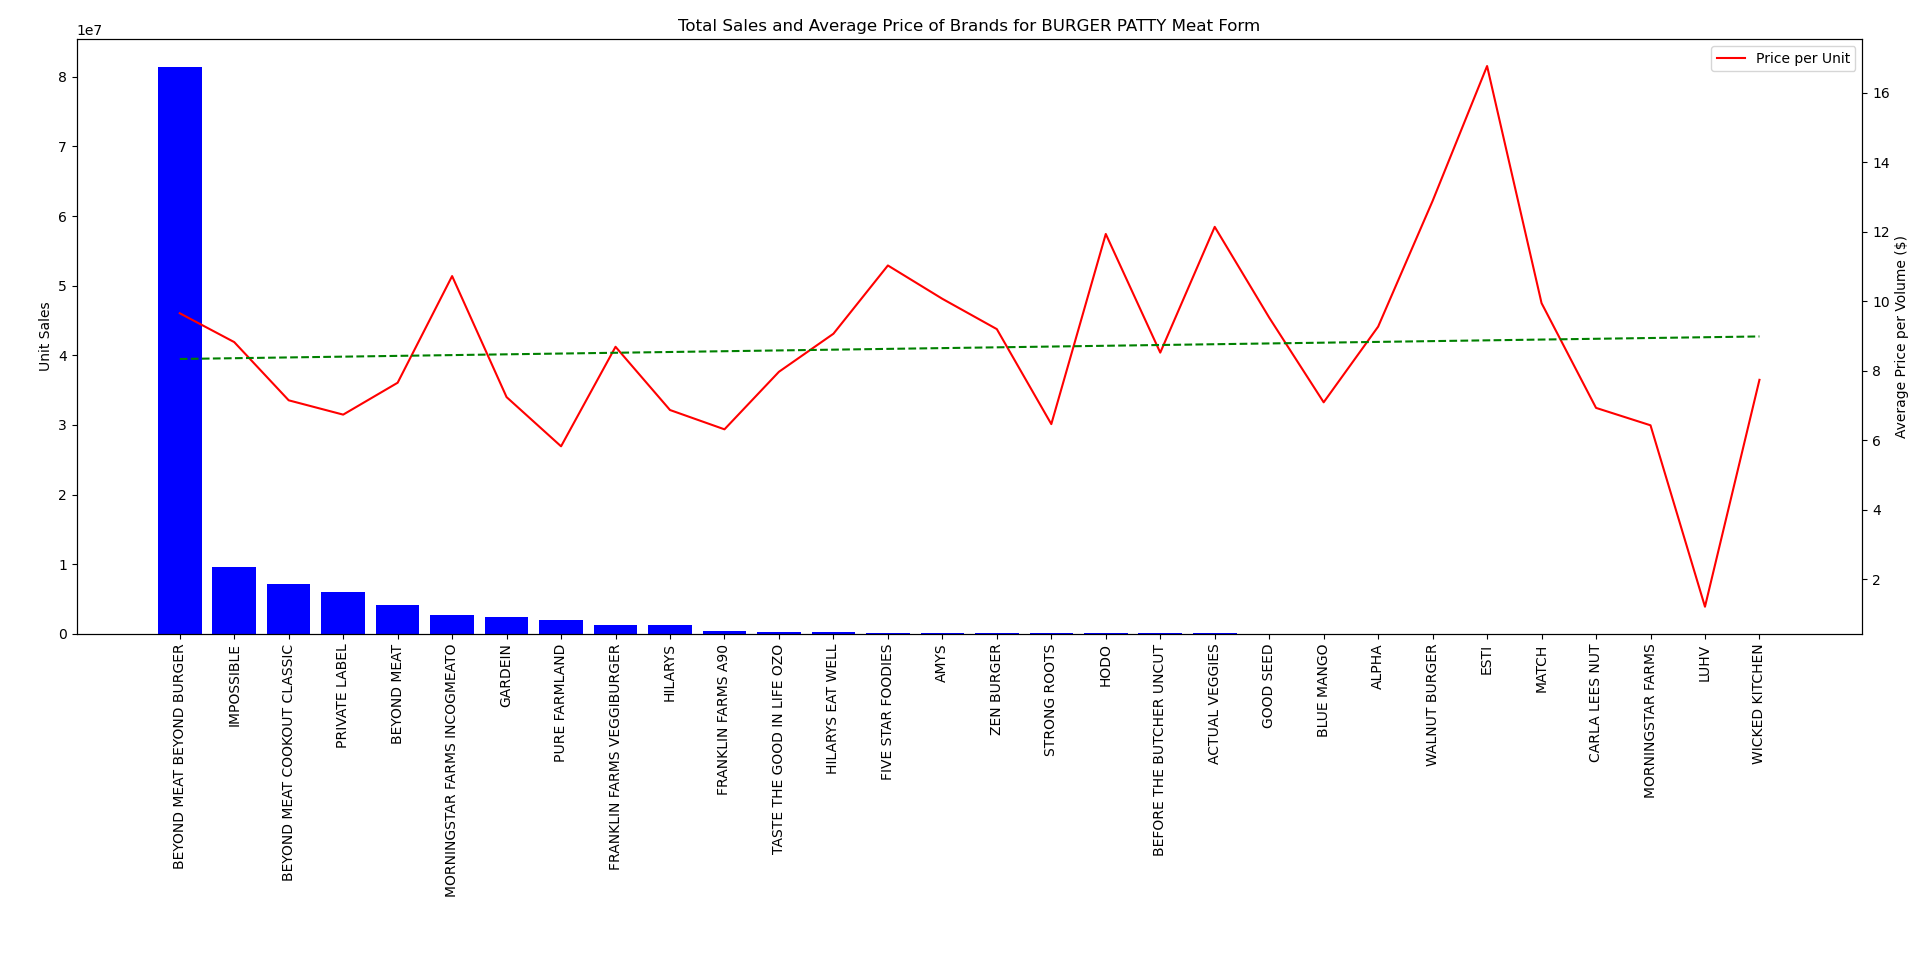 Total Sales and Average Price of Brands for BURGER PATTY Meat Form
1e7
Price per Unit
8
7
6
5
4
3
2
1
0
Unit Sales
16
14
12
10
8
6
4
2
Average Price per Volume ($)
BEYOND MEAT BEYOND BURGER
IMPOSSIBLE
BEYOND MEAT COOKOUT CLASSIC
PRIVATE LABEL
BEYOND MEAT
MORNINGSTAR FARMS INCOGMEATO
GARDEIN
PURE FARMLAND
FRANKLIN FARMS VEGGIBURGER
HILARYS
FRANKLIN FARMS A90
TASTE THE GOOD IN LIFE OZO
HILARYS EAT WELL
FIVE STAR FOODIES
AMYS
ZEN BURGER
STRONG ROOTS
HODO
BEFORE THE BUTCHER UNCUT
ACTUAL VEGGIES
GOOD SEED
BLUE MANGO
ALPHA
WALNUT BURGER
ESTI
MATCH
CARLA LEES NUT
MORNINGSTAR FARMS
LUHV
WICKED KITCHEN